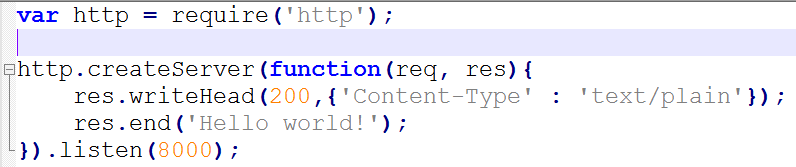 var http = require('http');
http.createServer(function(req, res){
    res.writeHead(200,{'Content-Type' : 'text/plain'});
    res.end('Hello world!');
}).listen(8000);